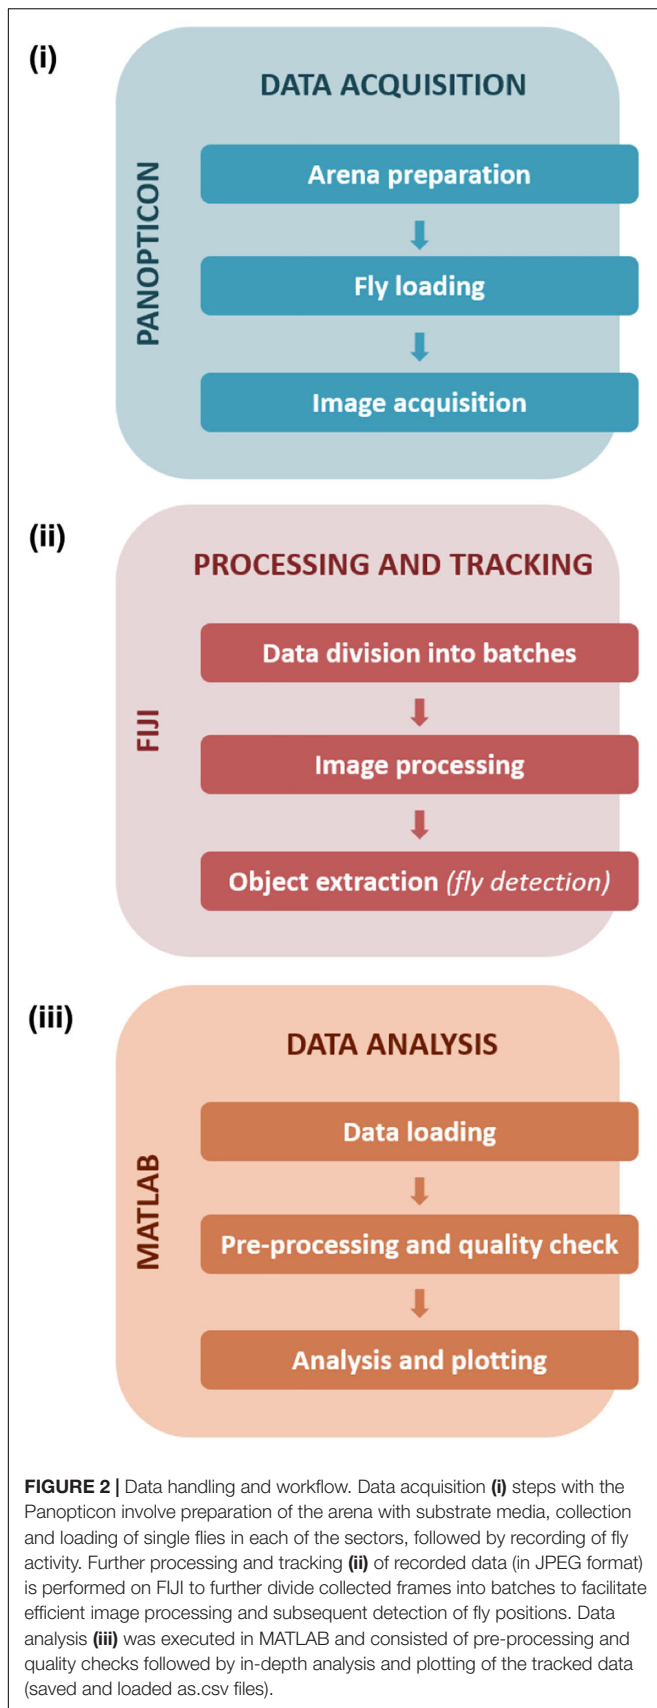 (i)
DATA ACQUISITION
PANOPTICON
Arena preparation
Fly loading
Image acquisition
(ii)
PROCESSING AND TRACKING
FIJI
Data division into batches
Image processing
Object extraction (fly detection)
(iii)
DATA ANALYSIS
MATLAB
Data loading
Pre-processing and quality check
Analysis and plotting
FIGURE 2 | Data handling and workflow. Data acquisition (i) steps with the
Panopticon involve preparation of the arena with substrate media, collection
and loading of single flies in each of the sectors, followed by recording of fly
activity. Further processing and tracking (ii) of recorded data (in JPEG format)
is performed on FIJI to further divide collected frames into batches to facilitate
efficient image processing and subsequent detection of fly positions. Data
analysis (iii) was executed in MATLAB and consisted of pre-processing and
quality checks followed by in-depth analysis and plotting of the tracked data
(saved and loaded as.csv files).